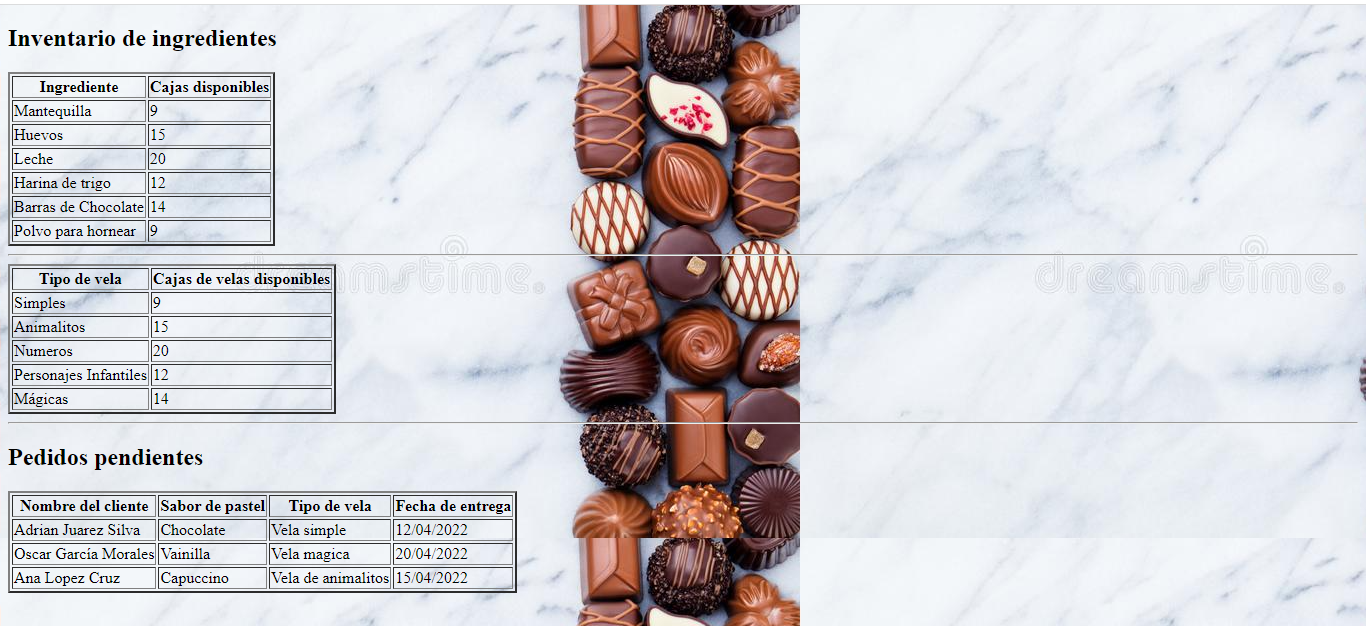 Inventario de ingredientes
Ingrediente Cajas disponibles
Mantequilla 9
Huevos 15
Leche 20
Harina de trigo 12
Barras de Chocolate 14
Polvo para hornear 9
Tipo de vela Cajas de velas disponibles
Simples 9
Animalitos 15
Numeros 20
Personajes Infantiles 12
Mágicas 14
dreamstime.
dreamstime.
Pedidos pendientes
Nombre del cliente Sabor de pastel Tipo de vela Fecha de entrega
Adrian Juarez Silva Chocolate Vela simple 12/04/2022
Oscar García Morales Vainilla Vela magica 20/04/2022
Ana Lopez Cruz Capuccino Vela de animalitos 15/04/2022